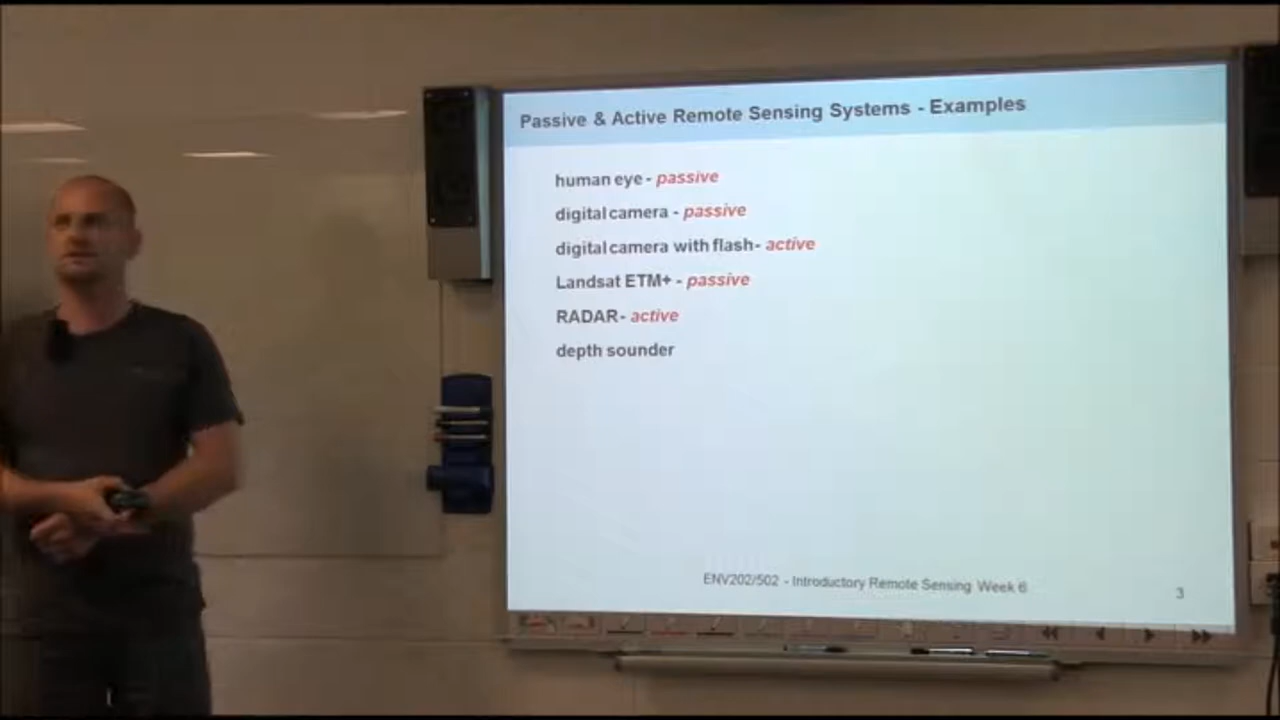 Passive & Active Remote Sensing Systems - Examples
human eye - passive
digital camera - passive
digital camera with flash- active
Landsat ETM+ - passive
RADAR- active
depth sounder
ENV202/502 - Introductory Remote Sensing Week 6
3